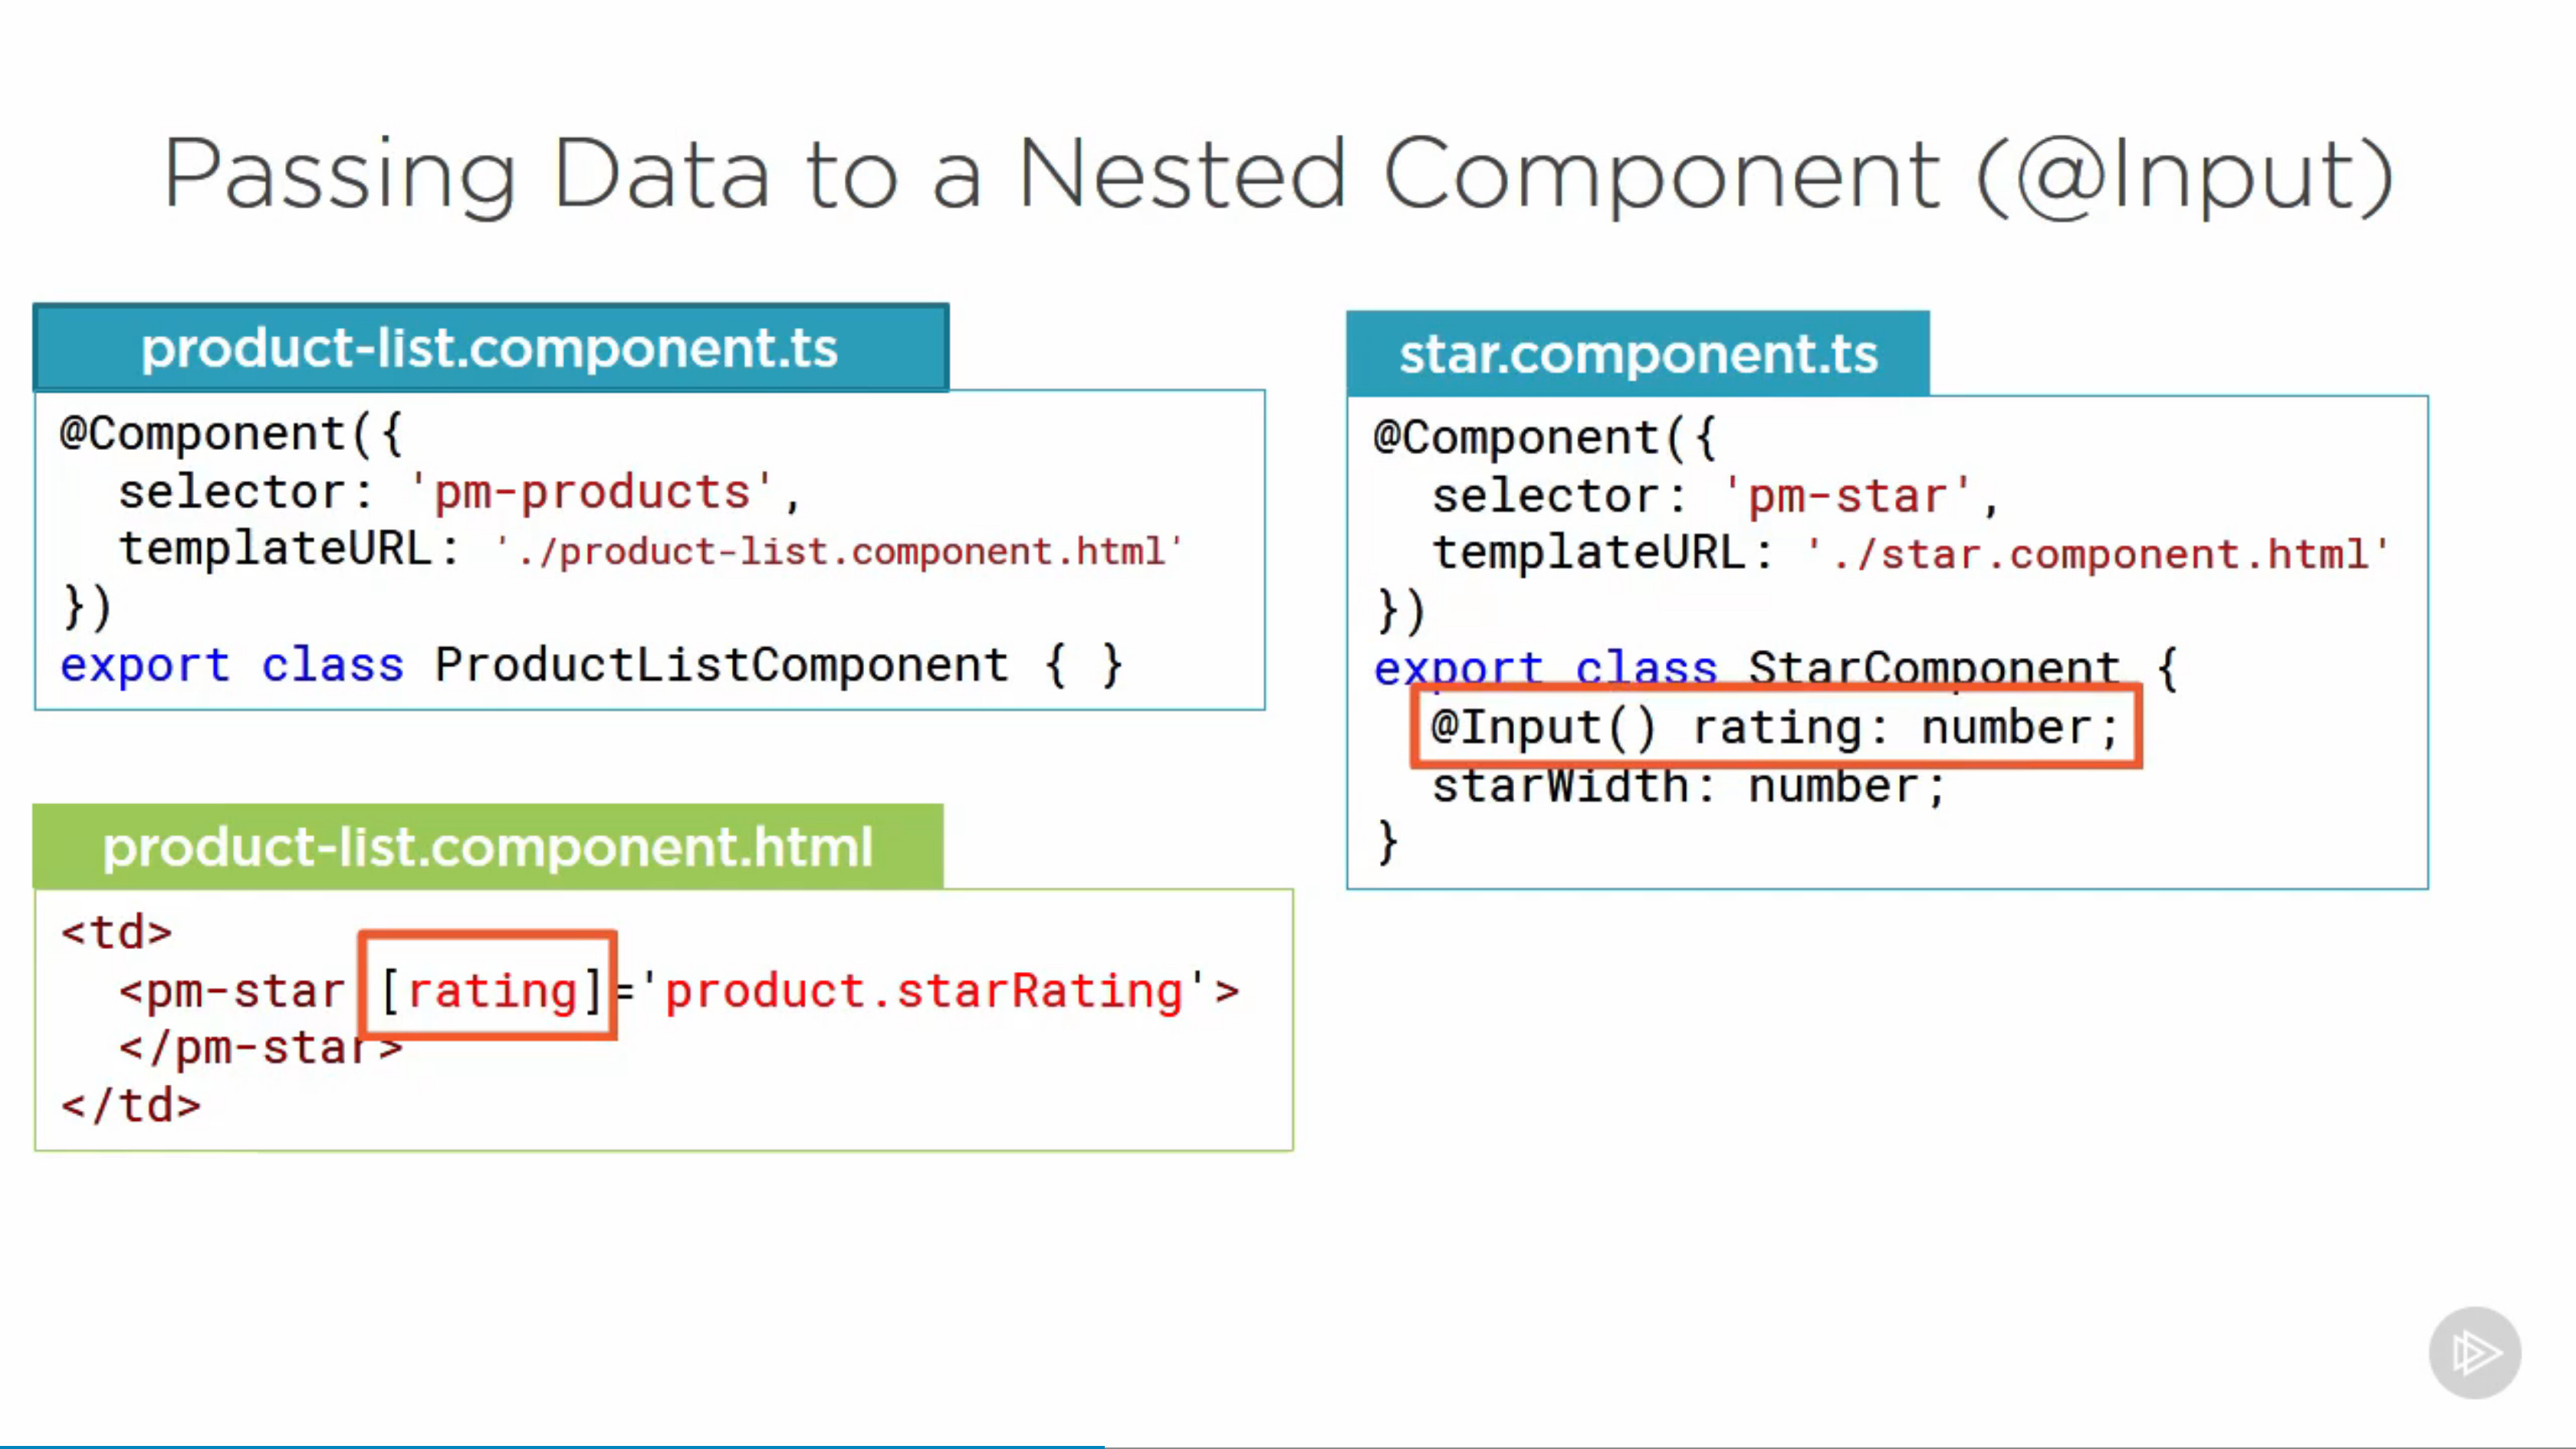 Passing Data to a Nested Component (@Input)
product-list.component.ts
@Component({
  selector: 'pm-products',
  templateURL: './product-list.component.html'
})
export class ProductListComponent { }
product-list.component.html
<td>
  <pm-star [rating]='product.starRating'>
  </pm-star>
</td>
star.component.ts
@Component({
  selector: 'pm-star',
  templateURL: './star.component.html'
})
export class StarComponent {
  @Input() rating: number;
  starWidth: number;
}